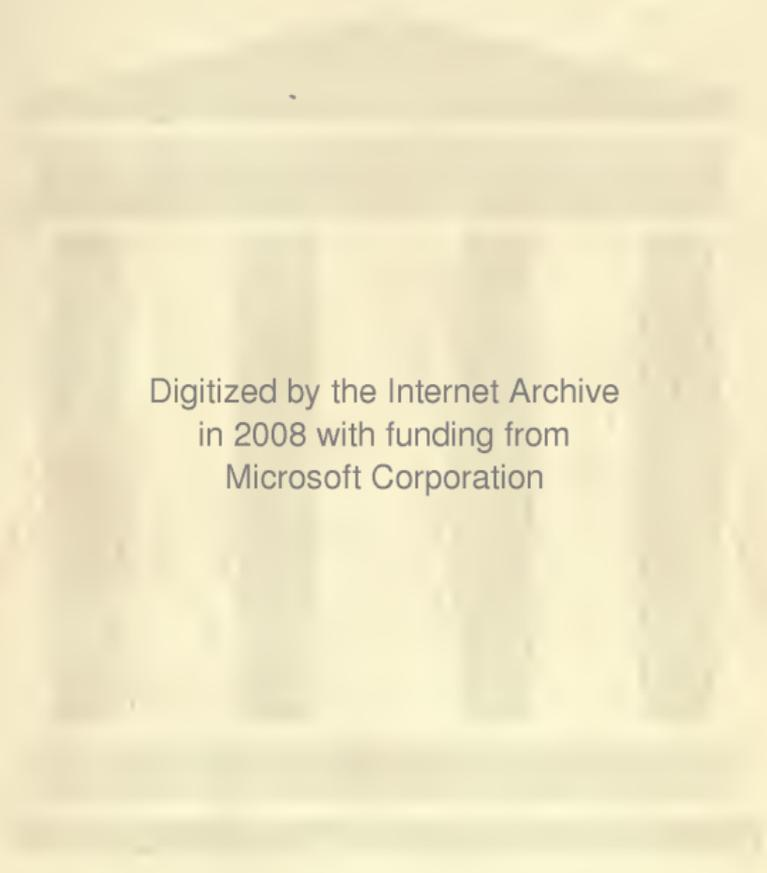 Digitized by the Internet Archive
in 2008 with funding from
Microsoft Corporation